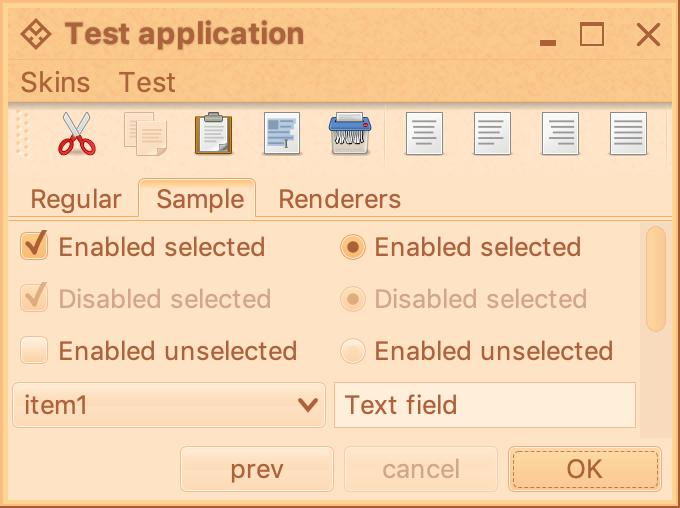 Test application
Skins Test
Regular Sample Renderers
Enabled selected Enabled selected
Disabled selected Disabled selected
Enabled unselected Enabled unselected
item1 Text field
prev cancel OK